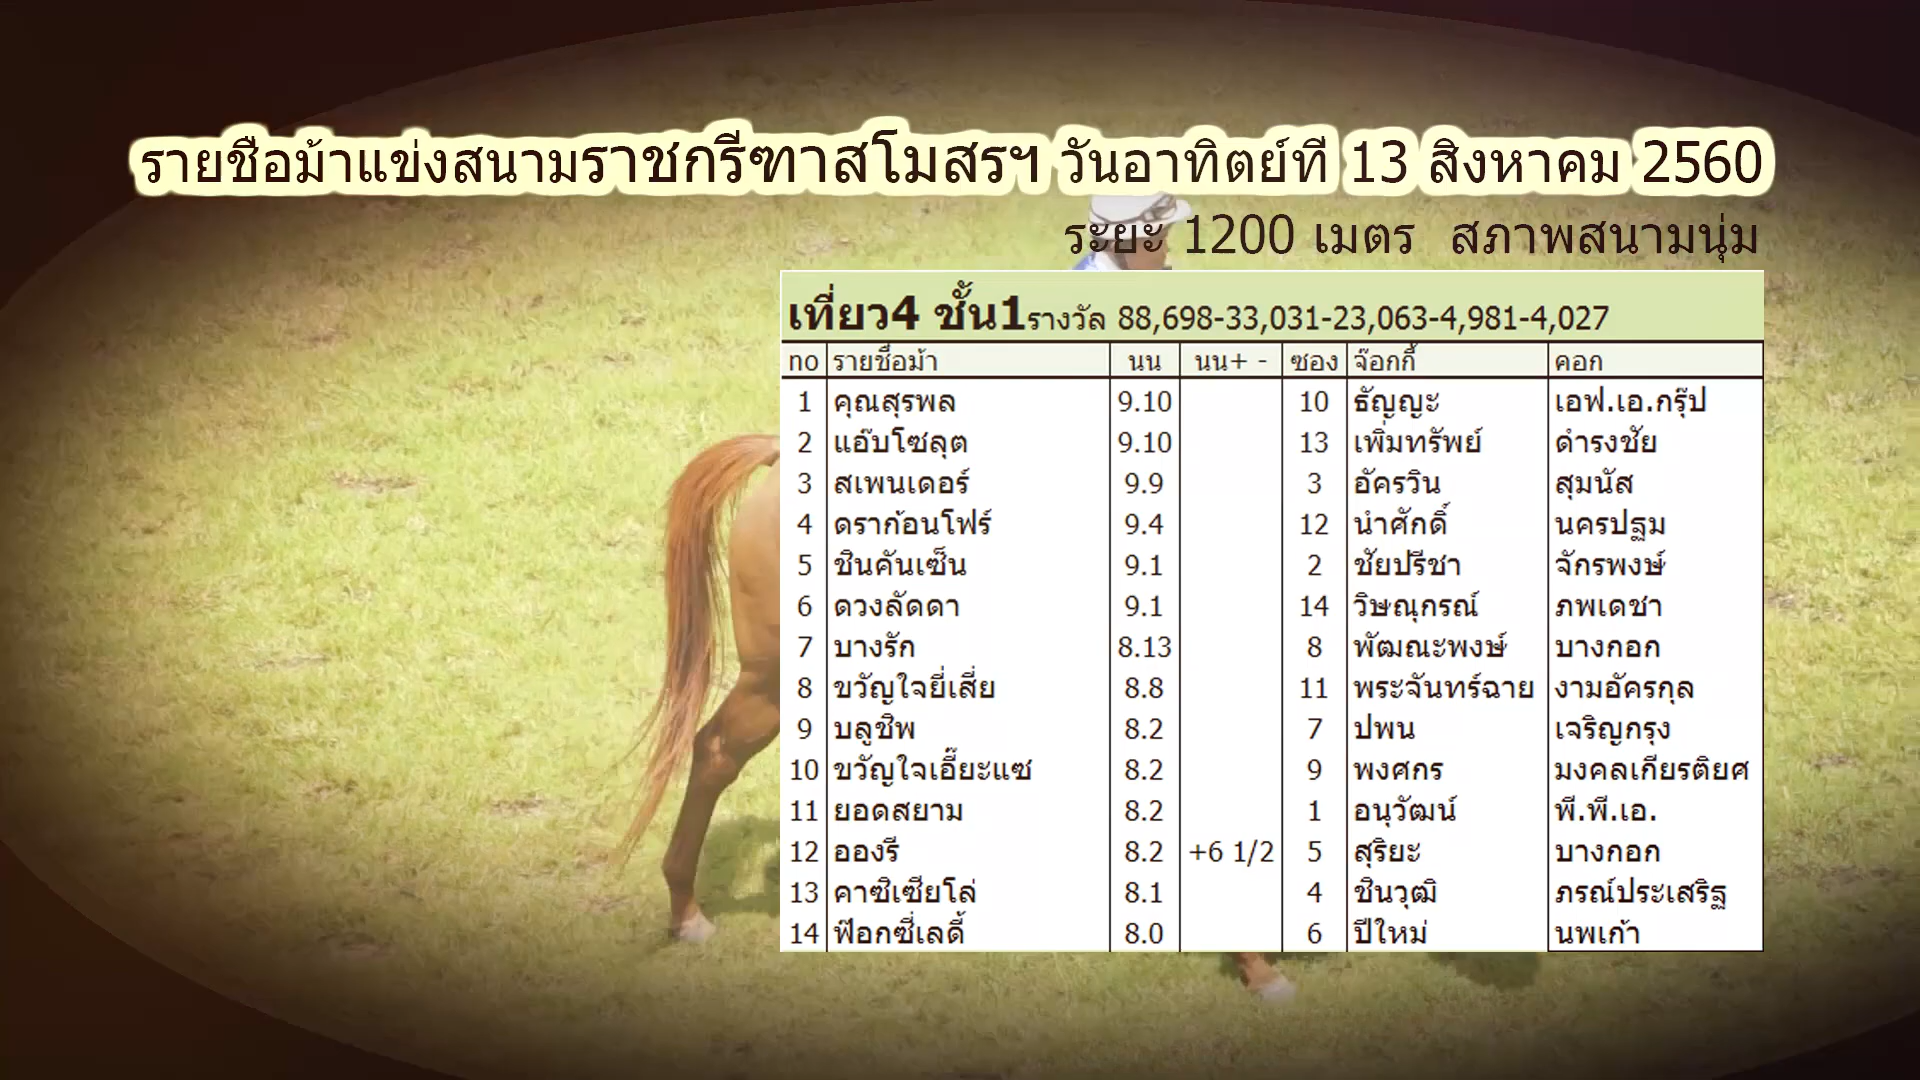 รายชื่อม้าแข่งสนามราชกรีฑาสโมสรฯ วันอาทิตย์ที่ 13 สิงหาคม 2560
ระยะ 1200 เมตร สภาพสนามนุ่ม
เที่ยว4 ชั้น1รางวัล 88,698-33,031-23,063-4,981-4,027
no รายชื่อม้า นน นน+ - ซอง จ๊อกกี้ คอก
1 คุณสุรพล 9.10 10 ธัญญะ เอฟ.เอ.กรุ๊ป
2 แอ๊บโซ่ลุต 9.10 13 เพิ่มทรัพย์ ดำรงชัย
3 สเพนเดอร์ 9.9 3 อัครวิน สุมนัส
4 ดราก้อนโฟร์ 9.4 12 นำศักดิ์ นครปฐม
5 ชินคันเซ็น 9.1 2 ชัยปรีชา จักรพงษ์
6 ดวงลัดดา 9.1 14 วิษณุกรณ์ ภพเดชา
7 บางรัก 8.13 8 พัฒณะพงษ์ บางกอก
8 ขวัญใจยี่เสี่ย 8.8 11 พระจันทร์ฉาย งามอัครกุล
9 บลูชิพ 8.2 7 ปพน เจริญกรุง
10 ขวัญใจเอี๊ยะแซ 8.2 9 พงศกร มงคลเกียรติยศ
11 ยอดสยาม 8.2 1 อนุวัฒน์ พี.พี.เอ.
12 อองรี 8.2 +6 1/2 5 สุริยะ บางกอก
13 คาซิเซียโล่ 8.1 4 ชินวุฒิ ภรณ์ประเสริฐ
14 ฟ๊อกซี่เลดี้ 8.0 6 ปีใหม่ นพเก้า